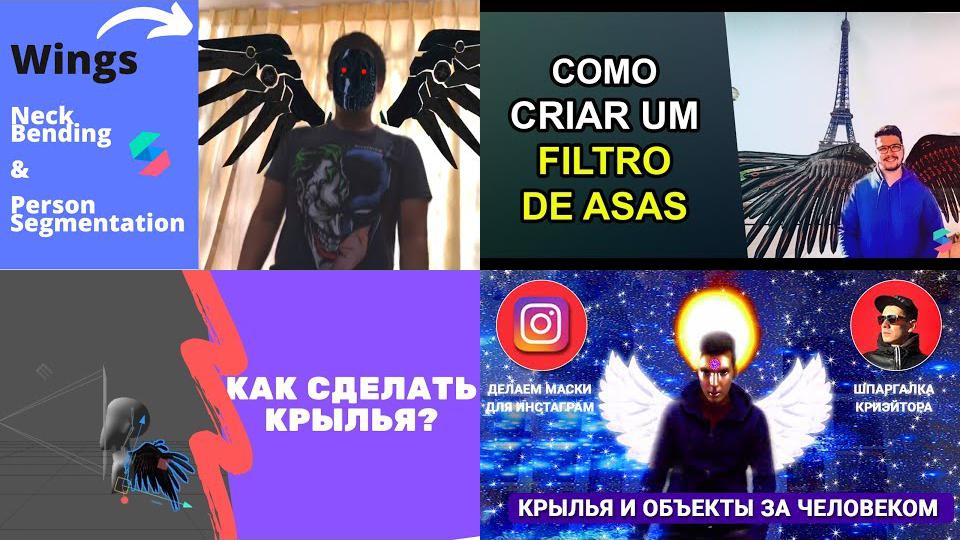 Wings
Neck
Bending
&
Person
Segmentation
COMO
CRIAR UM
FILTRO
DE ASAS
КАК СДЕЛАТЬ
КРЫЛЬЯ?
ДЕЛАЕМ МАСКИ
ДЛЯ ИНСТАГРАМ
ШПАРГАЛКА
КРИЭЙТОРА
КРЫЛЬЯ И ОБЪЕКТЫ ЗА ЧЕЛОВЕКОМ